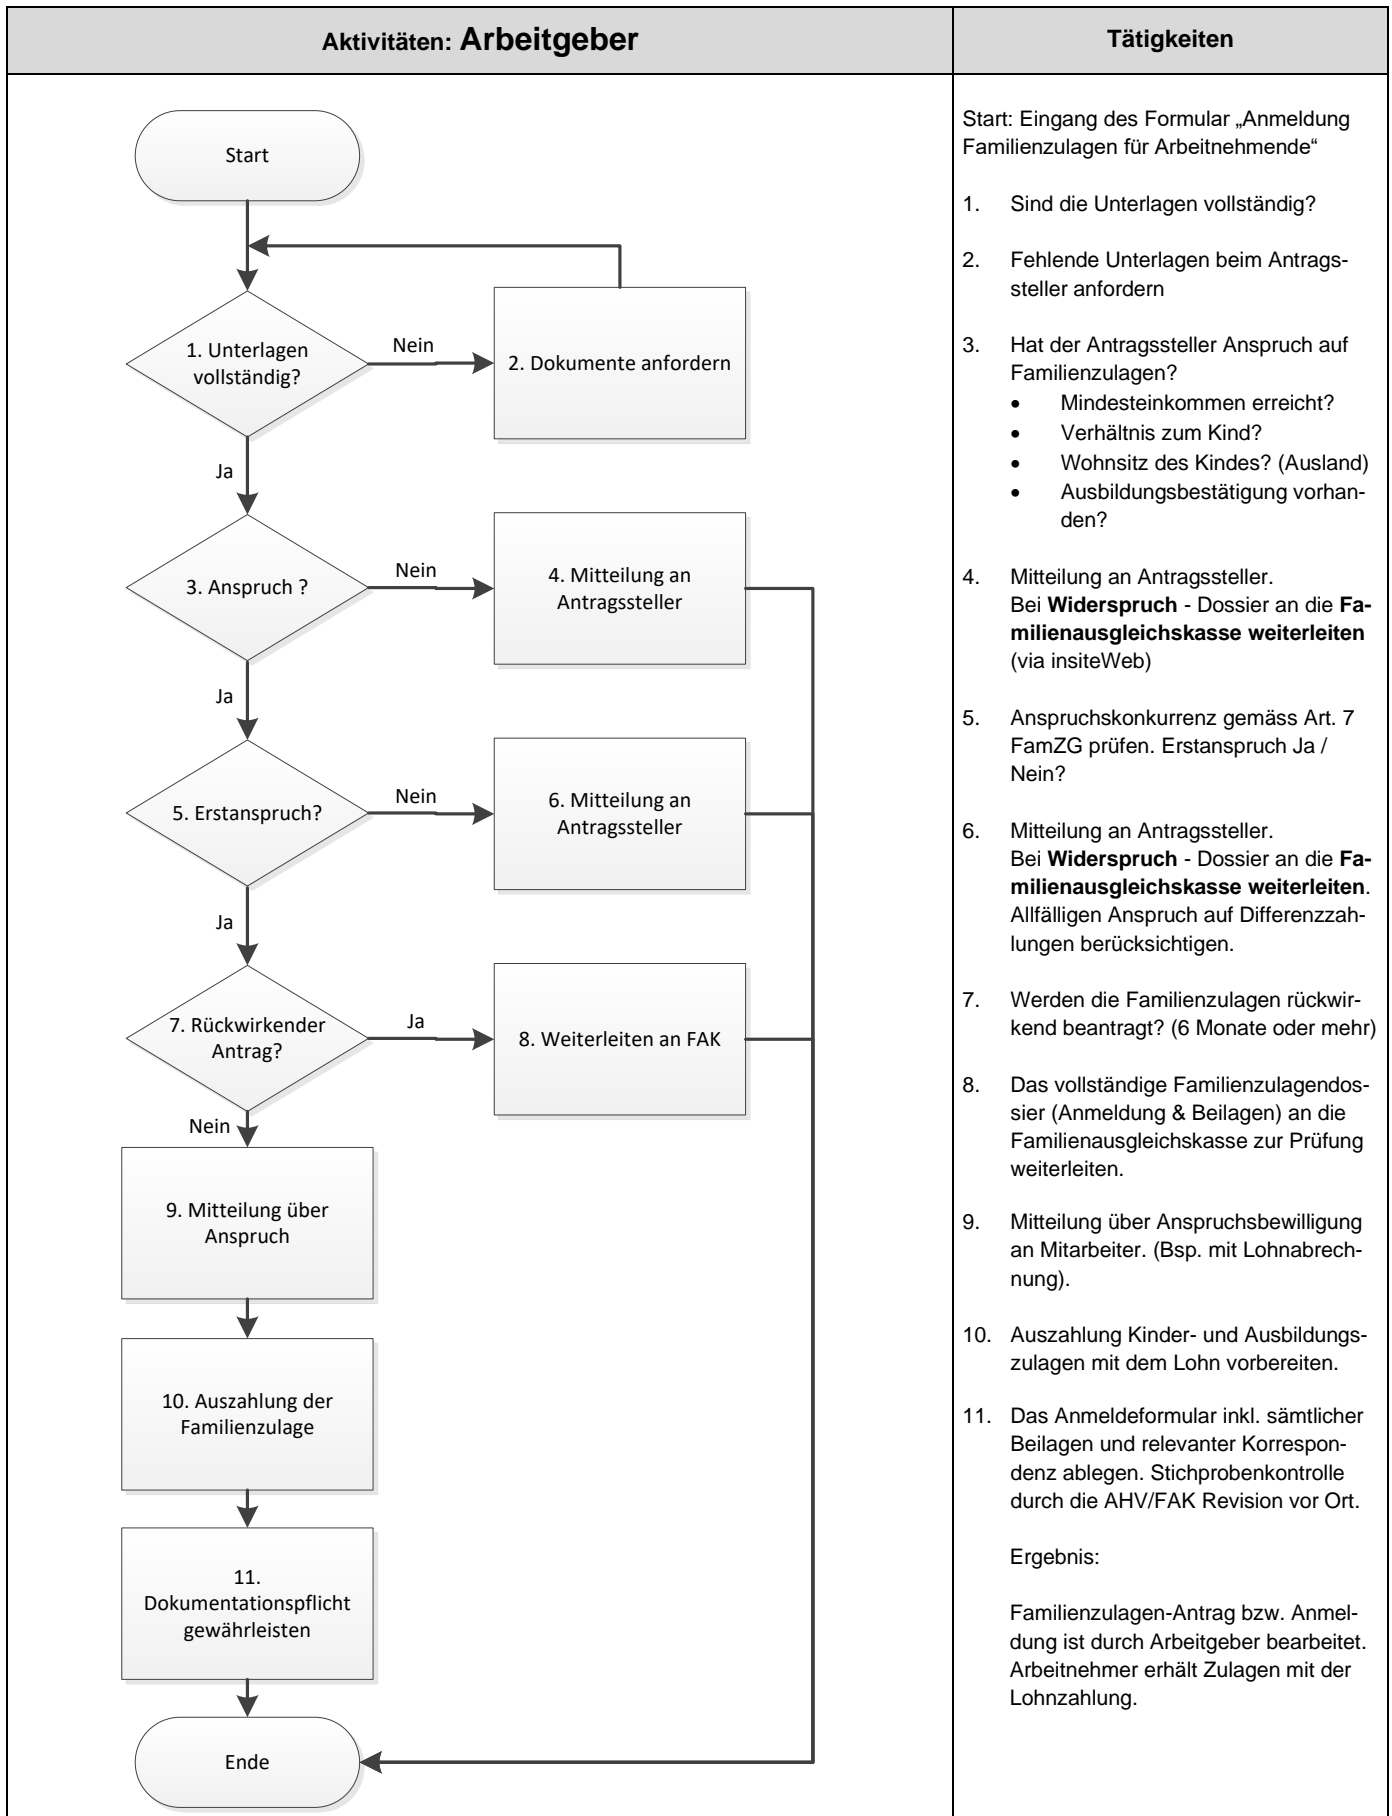 Aktivitäten: Arbeitgeber
Tätigkeiten
Start
1. Unterlagen
vollständig?
Nein
2. Dokumente anfordern
Ja
3. Anspruch ?
Nein
4. Mitteilung an
Antragssteller
Ja
5. Erstanspruch?
Nein
6. Mitteilung an
Antragssteller
Ja
7. Rückwirkender
Antrag?
Ja
8. Weiterleiten an FAK
Nein
9. Mitteilung über
Anspruch
10. Auszahlung der
Familienzulage
11.
Dokumentationspflicht
gewährleisten
Ende
Start: Eingang des Formular „Anmeldung
Familienzulagen für Arbeitnehmende“
1. Sind die Unterlagen vollständig?
2. Fehlende Unterlagen beim Antrags-
steller anfordern
3. Hat der Antragssteller Anspruch auf
Familienzulagen?
• Mindesteinkommen erreicht?
• Verhältnis zum Kind?
• Wohnsitz des Kindes? (Ausland)
• Ausbildungsbestätigung vorhan-
den?
4. Mitteilung an Antragssteller.
Bei Widerspruch - Dossier an die Fa-
milienausgleichskasse weiterleiten
(via insiteWeb)
5. Anspruchskonkurrenz gemäss Art. 7
FamZG prüfen. Erstanspruch Ja /
Nein?
6. Mitteilung an Antragssteller.
Bei Widerspruch - Dossier an die Fa-
milienausgleichskasse weiterleiten.
Allfälligen Anspruch auf Differenzzah-
lungen berücksichtigen.
7. Werden die Familienzulagen rückwir-
kend beantragt? (6 Monate oder mehr)
8. Das vollständige Familienzulagendos-
sier (Anmeldung & Beilagen) an die
Familienausgleichskasse zur Prüfung
weiterleiten.
9. Mitteilung über Anspruchsbewilligung
an Mitarbeiter. (Bsp. mit Lohnabrech-
nung).
10. Auszahlung Kinder- und Ausbildungs-
zulagen mit dem Lohn vorbereiten.
11. Das Anmeldeformular inkl. sämtlicher
Beilagen und relevanter Korrespon-
denz ablegen. Stichprobenkontrolle
durch die AHV/FAK Revision vor Ort.
Ergebnis:
Familienzulagen-Antrag bzw. Anmel-
dung ist durch Arbeitgeber bearbeitet.
Arbeitnehmer erhält Zulagen mit der
Lohnzahlung.